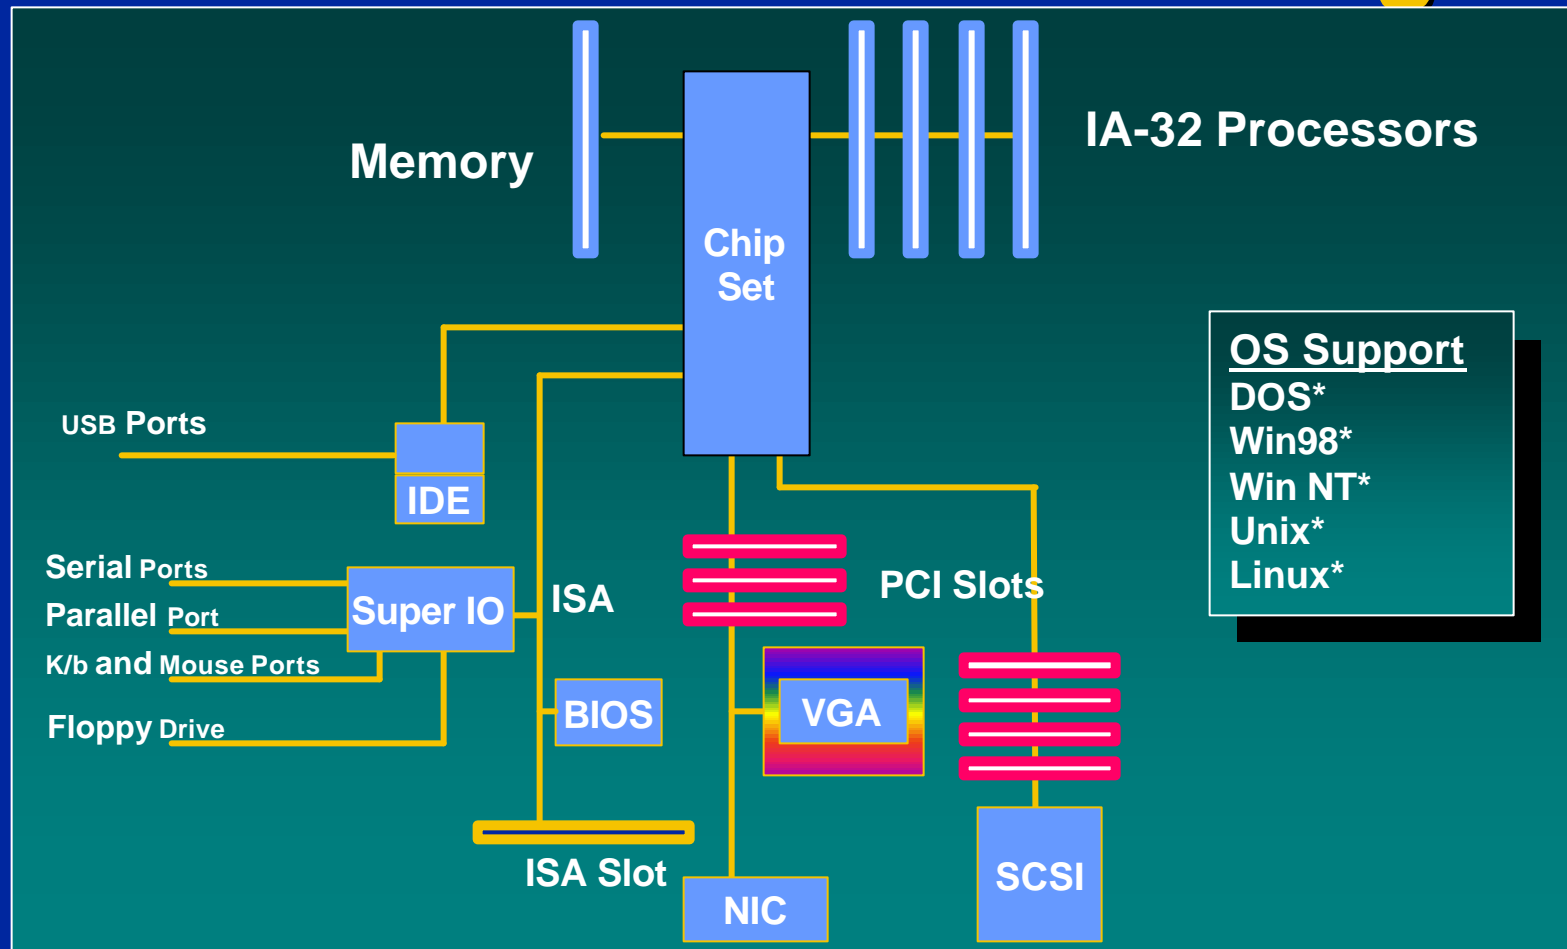 IA-32 Processors
Memory
Chip
Set
OS Support
DOS*
Win98*
Win NT*
Unix*
Linux*
USB Ports
IDE
Serial Ports
Parallel Port
K/b and Mouse Ports
Floppy Drive
Super IO
ISA
PCI Slots
BIOS
VGA
ISA Slot
NIC
SCSI